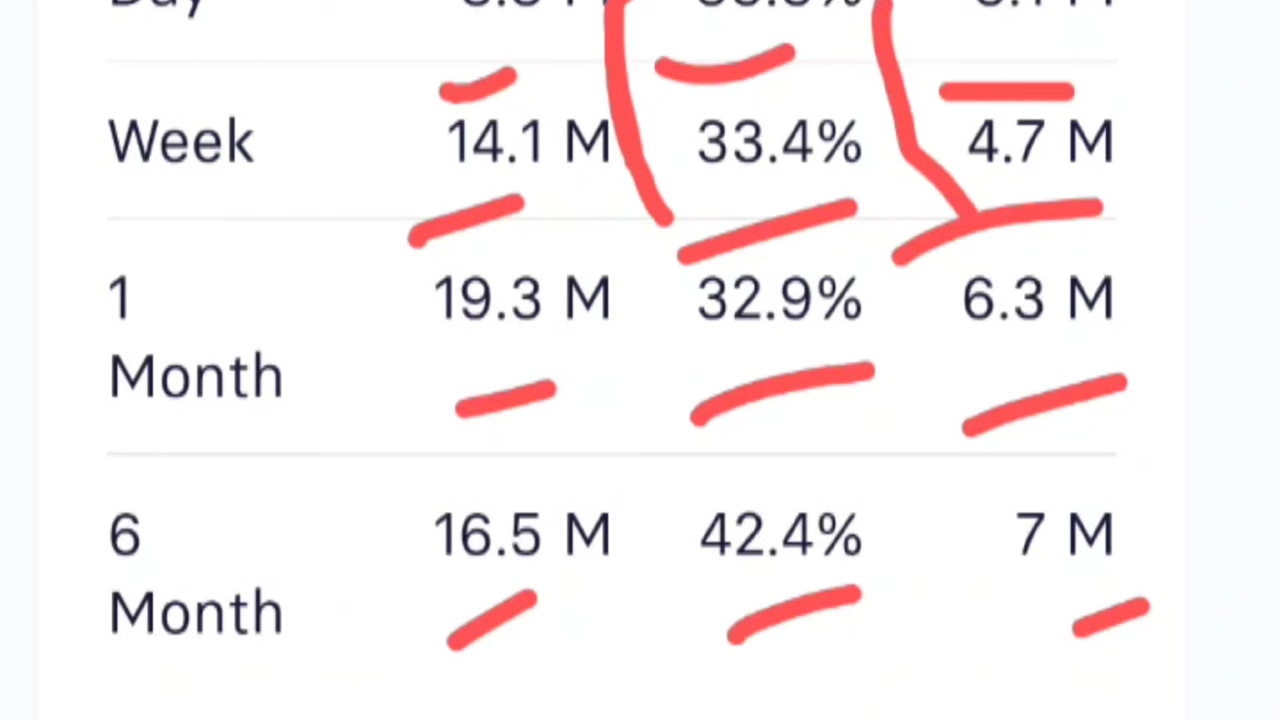 Day
Week 14.1 M 33.4% 4.7 M
1 19.3 M 32.9% 6.3 M
Month
6 16.5 M 42.4% 7 M
Month